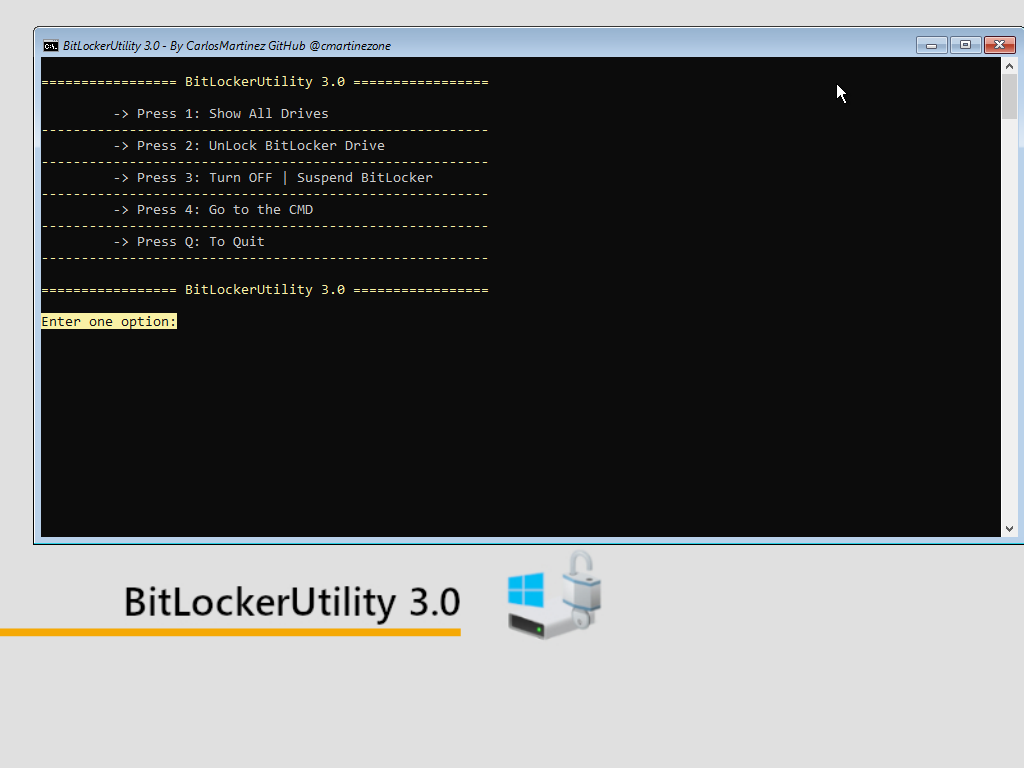 BitLockerUtility 3.0 - By CarlosMartinez GitHub @cmartinezone
================= BitLockerUtility 3.0 =================
-> Press 1: Show All Drives
--------------------------------------------------------
-> Press 2: UnLock BitLocker Drive
--------------------------------------------------------
-> Press 3: Turn OFF | Suspend BitLocker
--------------------------------------------------------
-> Press 4: Go to the CMD
--------------------------------------------------------
-> Press Q: To Quit
--------------------------------------------------------
================= BitLockerUtility 3.0 =================
Enter one option:
BitLockerUtility 3.0